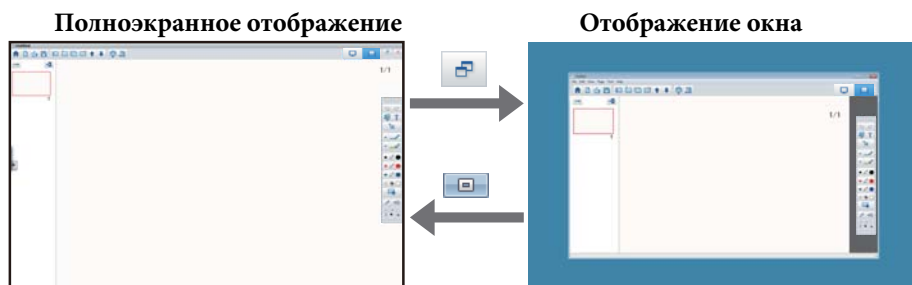 Полноэкранное отображение
Отображение окна
1/1
1/1